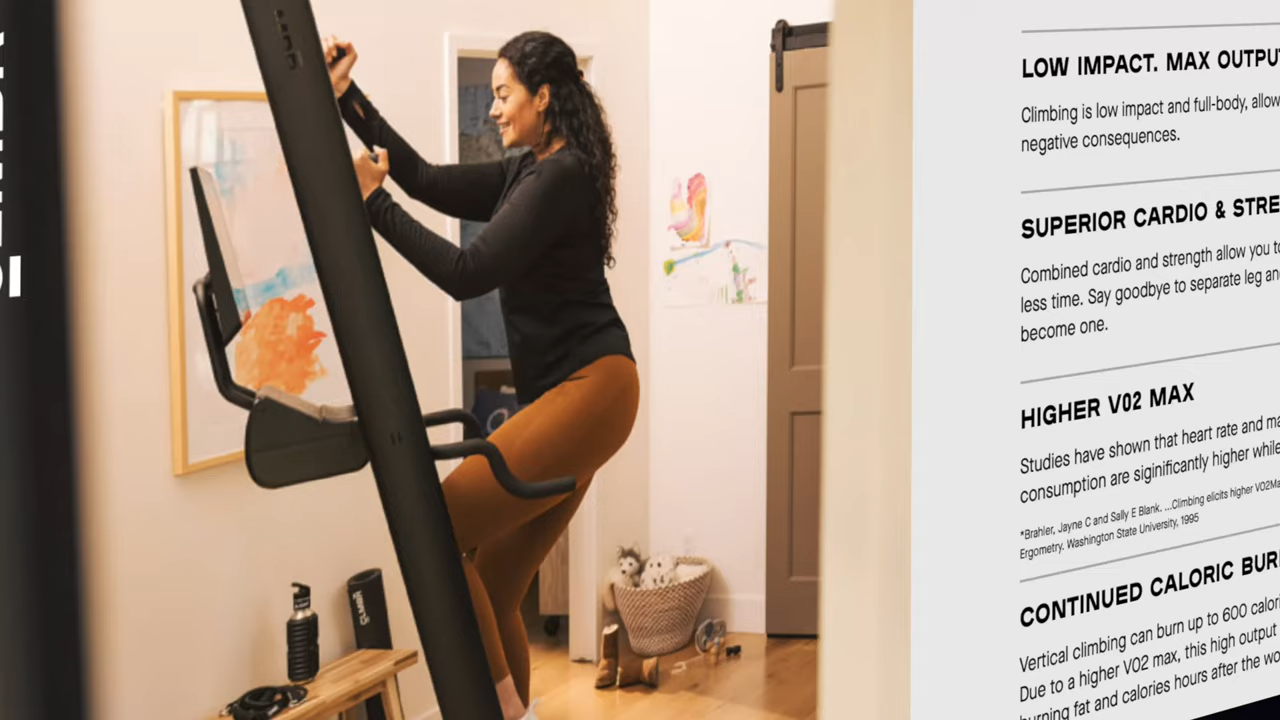 LOW IMPACT. MAX OUTPU
Climbing is low impact and full-body, allow
negative consequences.
SUPERIOR CARDIO & STRE
Combined cardio and strength allow you to
less time. Say goodbye to separate leg an
become one.
HIGHER V02 MAX
Studies have shown that heart rate and ma
consumption are siginificantly higher while
*Brahler, Jayne C and Sally E Blank. ...Climbing elicits higher VO2Ma
Ergometry. Washington State University, 1995
CONTINUED CALORIC BUR
Vertical climbing can burn up to 600 calori
Due to a higher V02 max, this high output
burning fat and calories hours after the wo